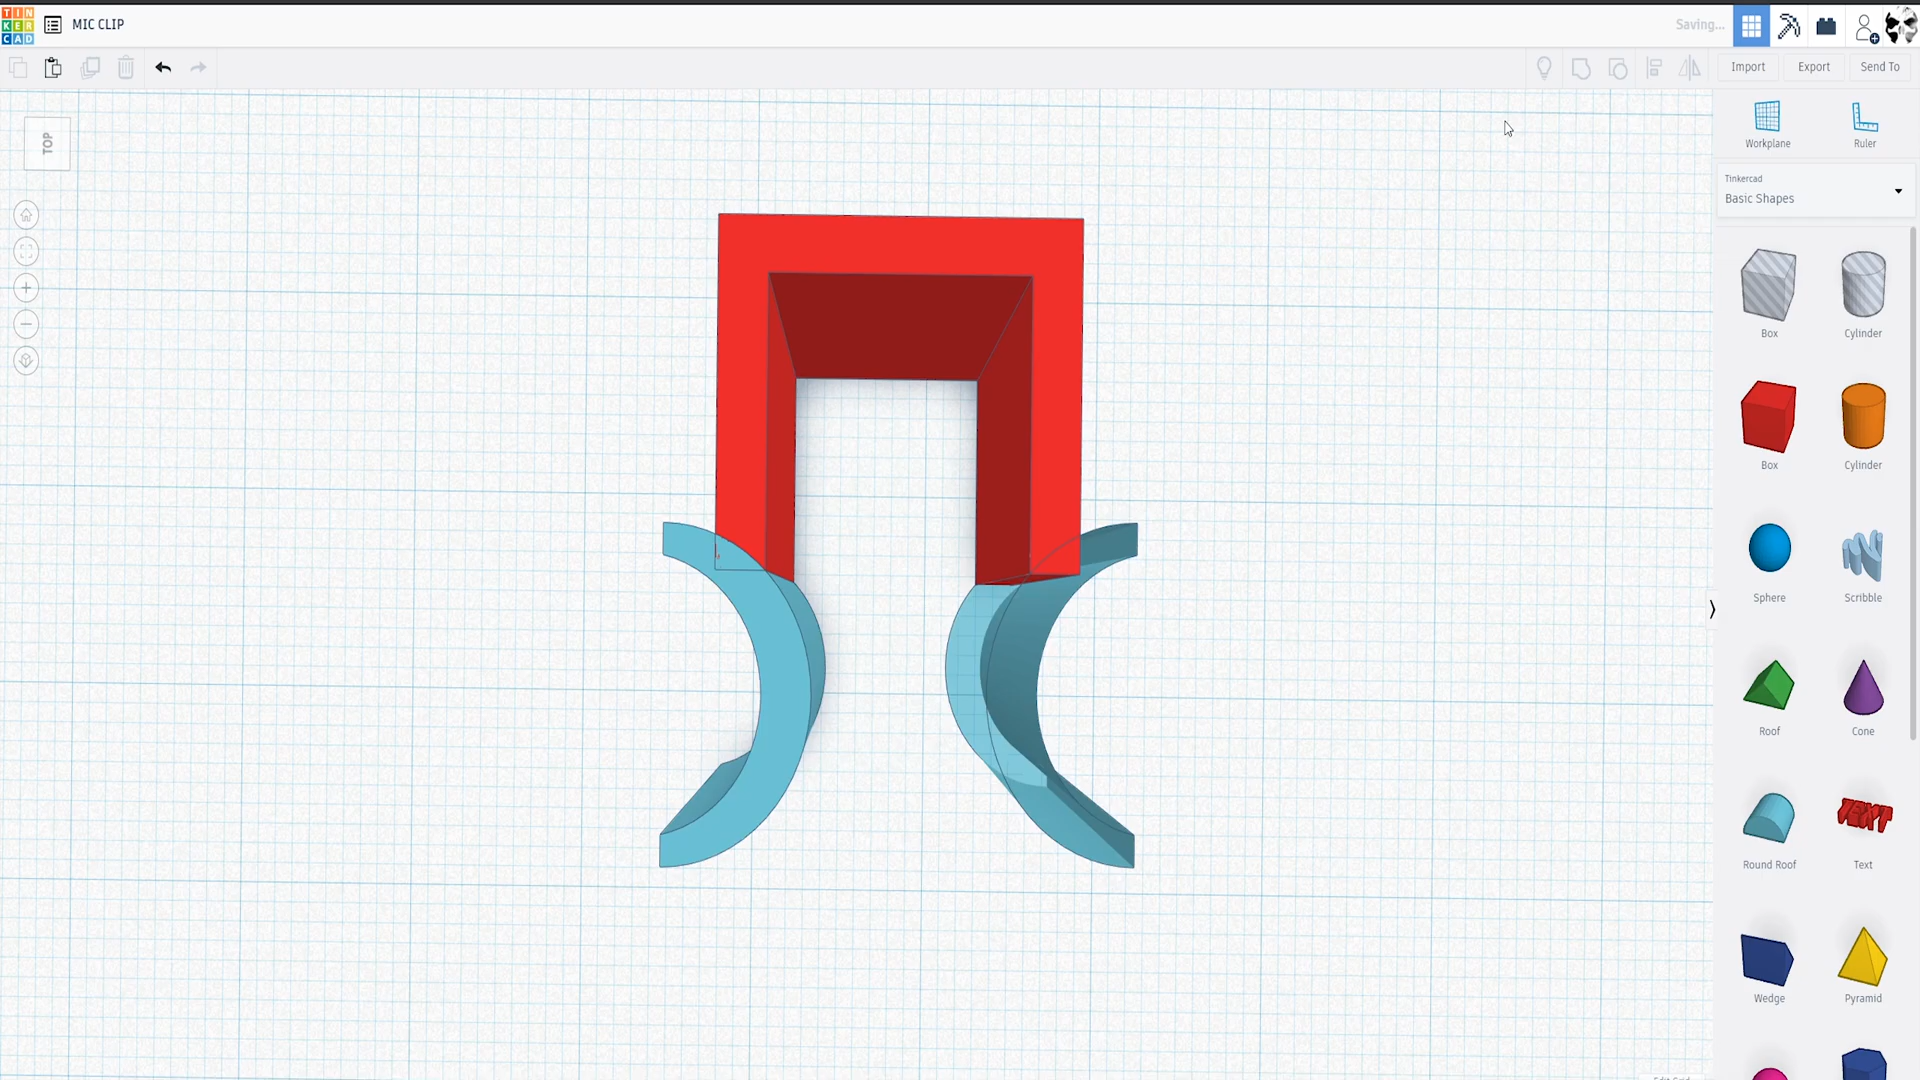 TIN
KER
CAD
MIC CLIP
Saving...
Import
Export
Send To
TOP
Workplane
Ruler
Tinkercad
Basic Shapes
Box
Cylinder
Box
Cylinder
Sphere
Scribble
Roof
Cone
TEXT
Round Roof
Text
Wedge
Pyramid